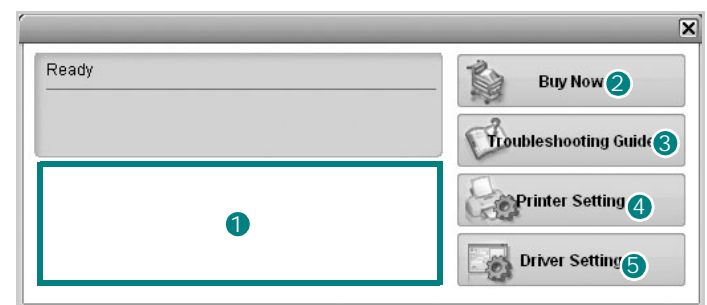 Ready
Buy Now 2
Troubleshooting Guide 3
1
Printer Setting 4
Driver Setting 5